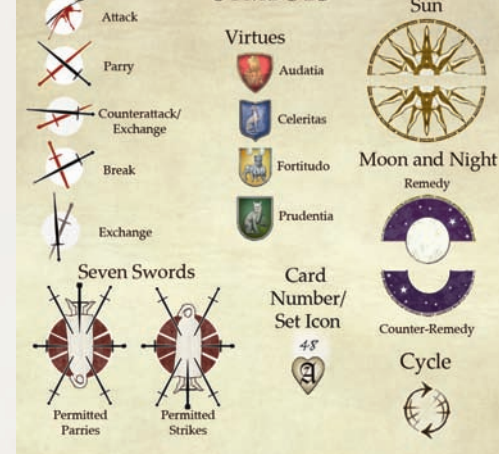 Sun
Attack
Virtues
Parry
Audatia
Counterattack/
Exchange
Celeritas
Break
Fortitudo
Moon and Night
Remedy
Exchange
Prudentia
Seven Swords
Card
Number/
Set Icon
48
A
Counter-Remedy
Cycle
Permitted
Parries
Permitted
Strikes